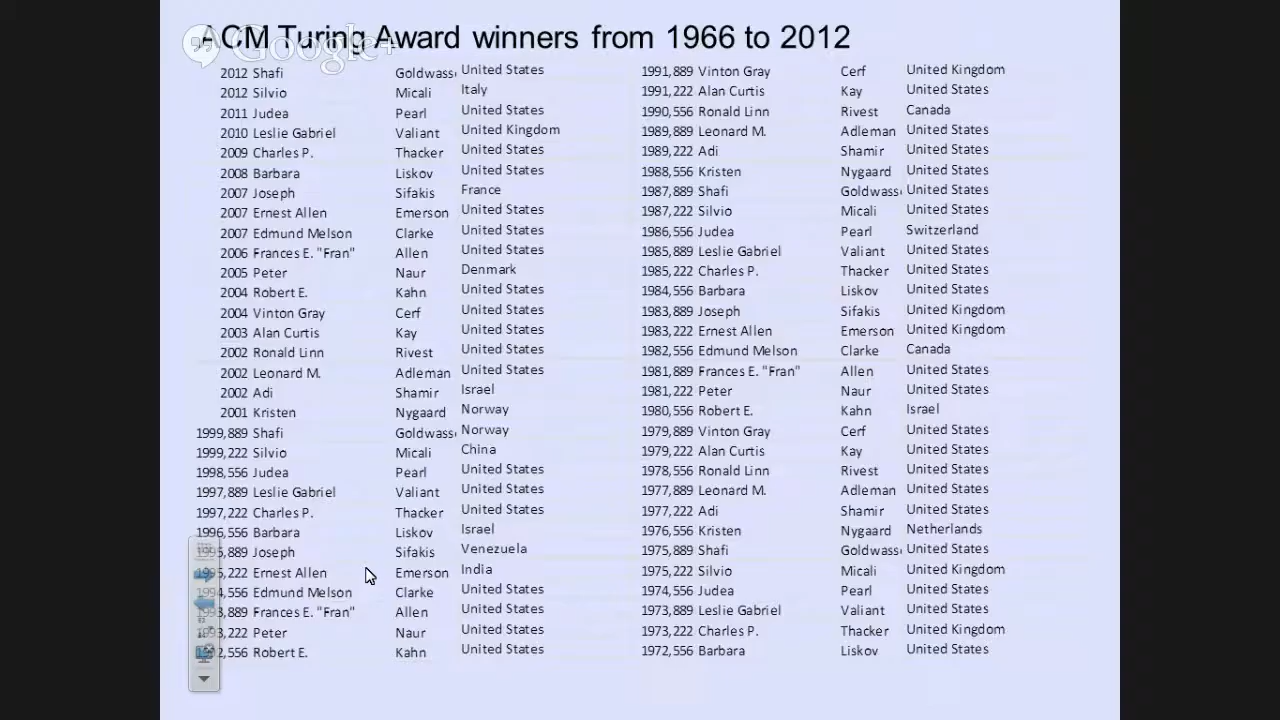 ACM Turing Award winners from 1966 to 2012
Google+
2012 Shafi Goldwass United States
2012 Silvio Micali Italy
2011 Judea Pearl United States
2010 Leslie Gabriel Valiant United Kingdom
2009 Charles P. Thacker United States
2008 Barbara Liskov United States
2007 Joseph Sifakis France
2007 Ernest Allen Emerson United States
2007 Edmund Melson Clarke United States
2006 Frances E. "Fran" Allen United States
2005 Peter Naur Denmark
2004 Robert E. Kahn United States
2004 Vinton Gray Cerf United States
2003 Alan Curtis Kay United States
2002 Ronald Linn Rivest United States
2002 Leonard M. Adleman United States
2002 Adi Shamir Israel
2001 Kristen Nygaard Norway
1999,889 Shafi Goldwass Norway
1999,222 Silvio Micali China
1998,556 Judea Pearl United States
1997,889 Leslie Gabriel Valiant United States
1997,222 Charles P. Thacker United States
1996,556 Barbara Liskov Israel
1995,889 Joseph Sifakis Venezuela
1995,222 Ernest Allen Emerson India
1994,556 Edmund Melson Clarke United States
1993,889 Frances E. "Fran" Allen United States
1993,222 Peter Naur United States
1992,556 Robert E. Kahn United States
1991,889 Vinton Gray Cerf United Kingdom
1991,222 Alan Curtis Kay United States
1990,556 Ronald Linn Rivest Canada
1989,889 Leonard M. Adleman United States
1989,222 Adi Shamir United States
1988,556 Kristen Nygaard United States
1987,889 Shafi Goldwass United States
1987,222 Silvio Micali United States
1986,556 Judea Pearl Switzerland
1985,889 Leslie Gabriel Valiant United States
1985,222 Charles P. Thacker United States
1984,556 Barbara Liskov United States
1983,889 Joseph Sifakis United Kingdom
1983,222 Ernest Allen Emerson United Kingdom
1982,556 Edmund Melson Clarke Canada
1981,889 Frances E. "Fran" Allen United States
1981,222 Peter Naur United States
1980,556 Robert E. Kahn Israel
1979,889 Vinton Gray Cerf United States
1979,222 Alan Curtis Kay United States
1978,556 Ronald Linn Rivest United States
1977,889 Leonard M. Adleman United States
1977,222 Adi Shamir United States
1976,556 Kristen Nygaard Netherlands
1975,889 Shafi Goldwass United States
1975,222 Silvio Micali United Kingdom
1974,556 Judea Pearl United States
1973,889 Leslie Gabriel Valiant United States
1973,222 Charles P. Thacker United Kingdom
1972,556 Barbara Liskov United States